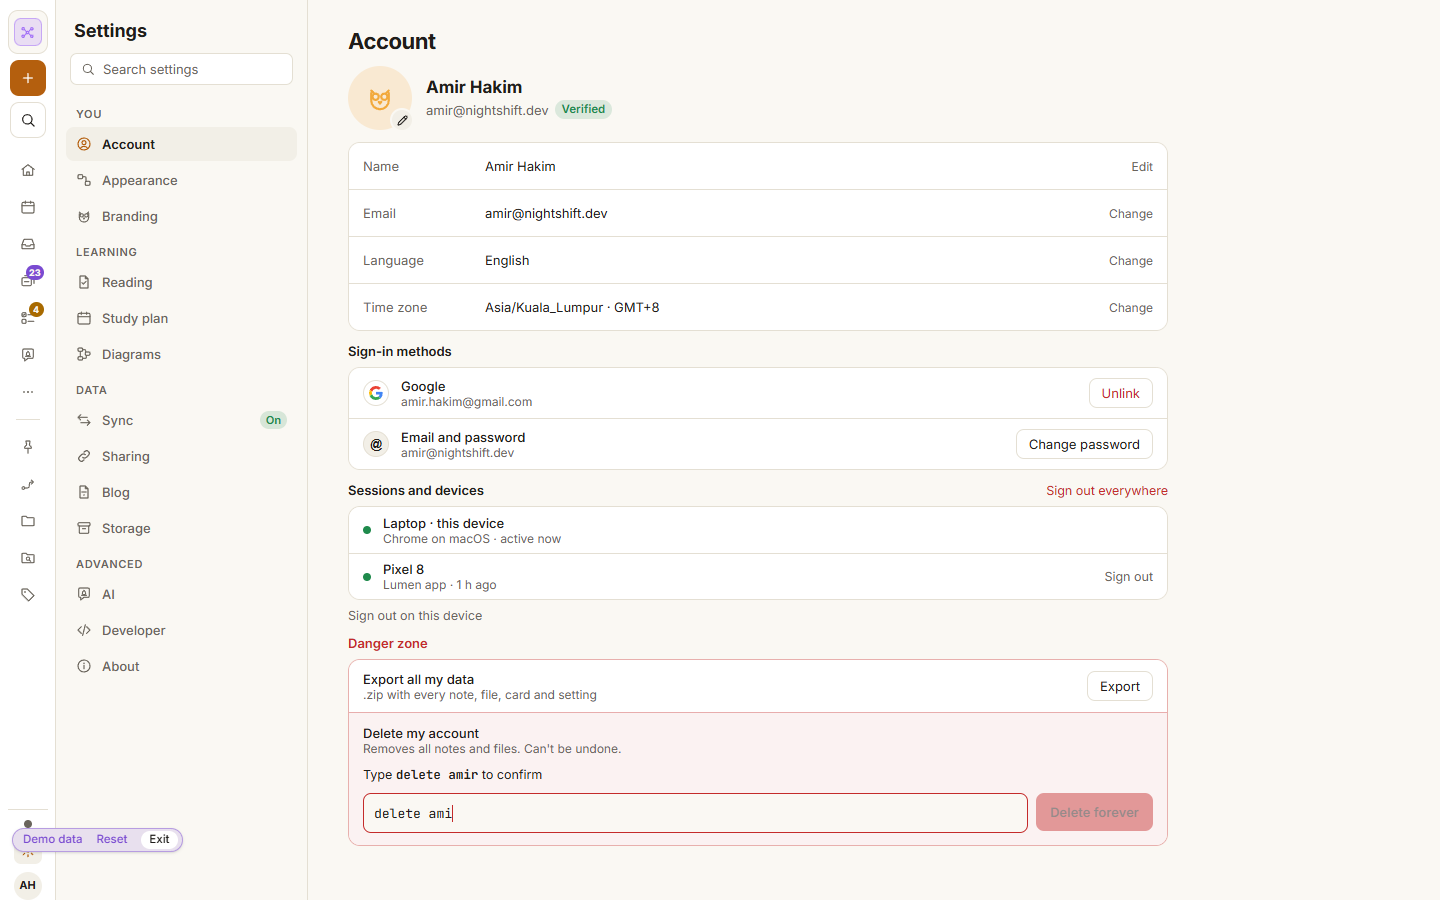 Settings
Search settings
YOU
Account
Appearance
Branding
LEARNING
Reading
Study plan
Diagrams
DATA
Sync
On
Sharing
Blog
Storage
ADVANCED
AI
Developer
About
23
4
Demo data
Reset
Exit
AH
Account
Amir Hakim
amir@nightshift.dev
Verified
Name
Amir Hakim
Edit
Email
amir@nightshift.dev
Change
Language
English
Change
Time zone
Asia/Kuala_Lumpur · GMT+8
Change
Sign-in methods
Google
amir.hakim@gmail.com
Unlink
@
Email and password
amir@nightshift.dev
Change password
Sessions and devices
Sign out everywhere
Laptop · this device
Chrome on macOS · active now
Pixel 8
Lumen app · 1 h ago
Sign out
Sign out on this device
Danger zone
Export all my data
.zip with every note, file, card and setting
Export
Delete my account
Removes all notes and files. Can't be undone.
Type delete amir to confirm
delete ami
Delete forever